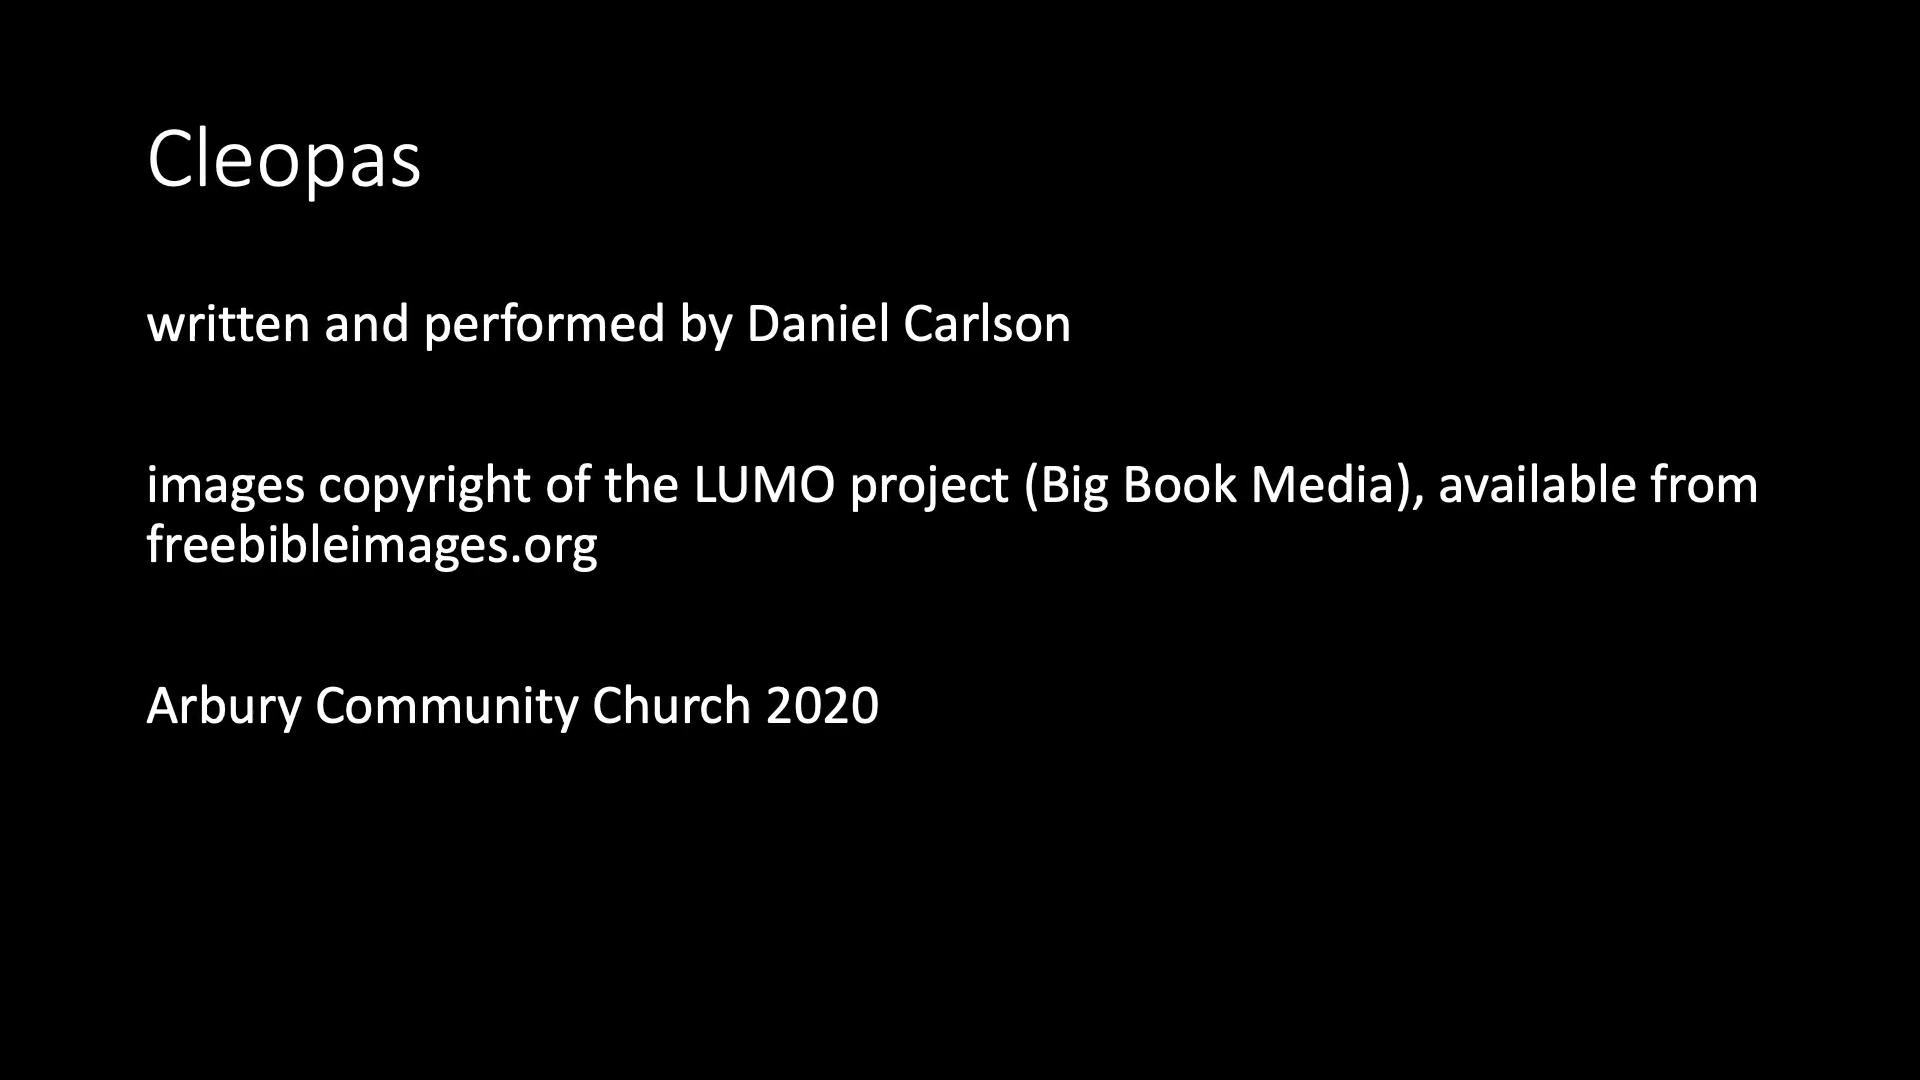 Cleopas
written and performed by Daniel Carlson
images copyright of the LUMO project (Big Book Media), available from
freebibleimages.org
Arbury Community Church 2020